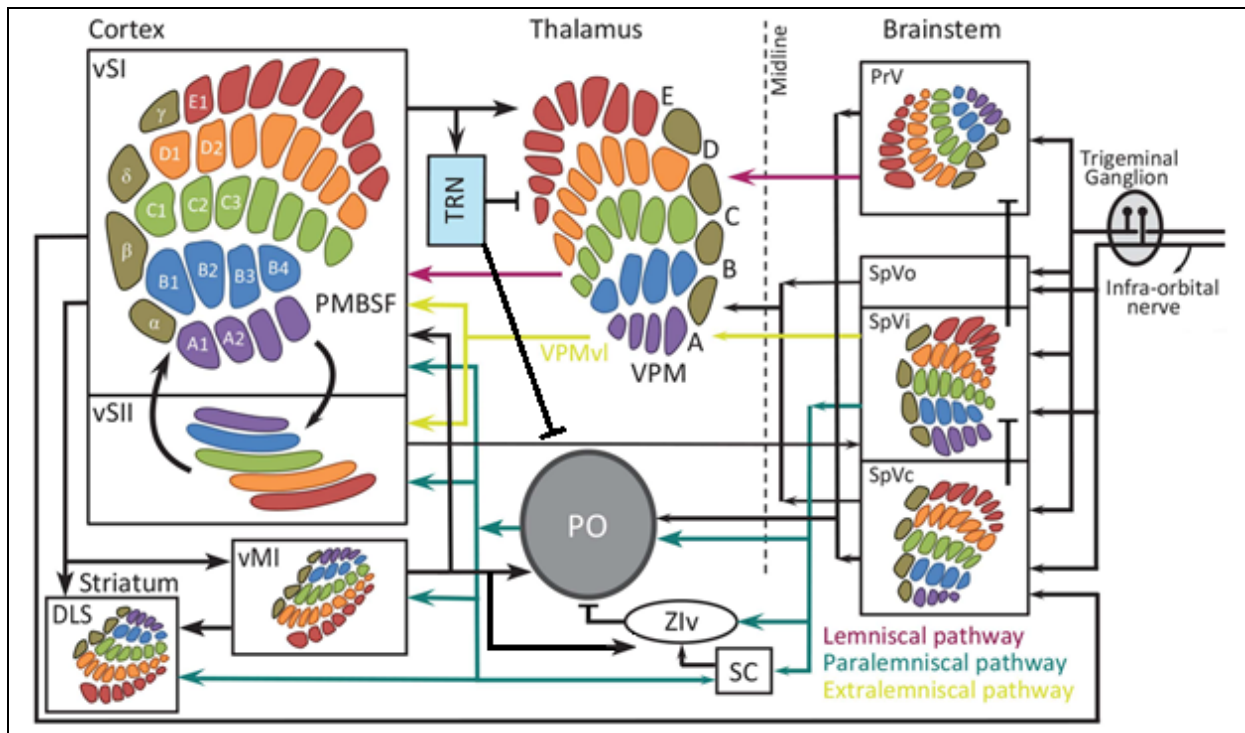 Cortex
Thalamus
Brainstem
Midline
vSI
γ
E1
D1
D2
δ
C1
C2
C3
β
B1
B2
B3
B4
α
A1
A2
PMBSF
vSII
TRN
E
D
C
B
A
VPM
VPMvl
PrV
SpVo
SpVi
SpVc
Trigeminal
Ganglion
Infra-orbital
nerve
PO
vMI
Striatum
DLS
ZIv
SC
Lemniscal pathway
Paralemniscal pathway
Extralemniscal pathway